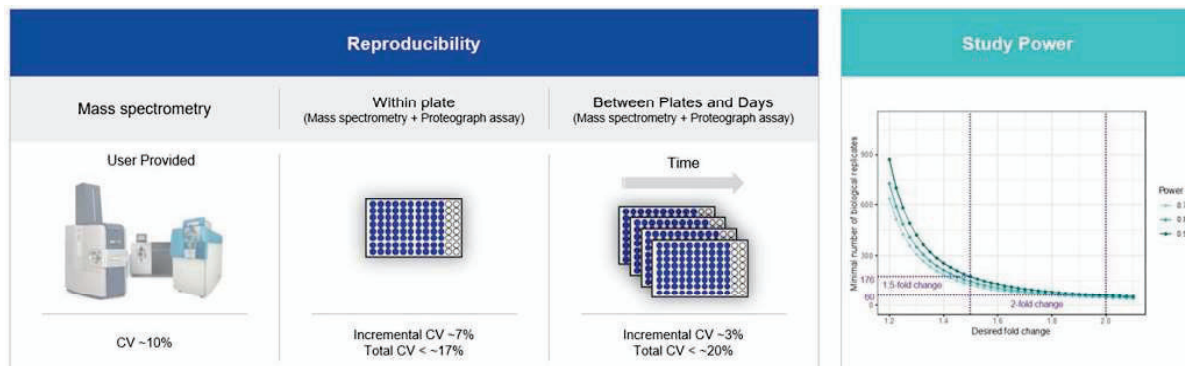 Reproducibility
Mass spectrometry
Within plate
(Mass spectrometry + Proteograph assay)
Between Plates and Days
(Mass spectrometry + Proteograph assay)
User Provided
Time
CV ~10%
Incremental CV ~7%
Total CV < ~17%
Incremental CV ~3%
Total CV < ~20%
Study Power
Minimal number of biological replicates
900
600
300
176
60
0
1.5-fold change
2-fold change
1.2
1.4
1.6
1.8
2.0
Desired fold change
Power